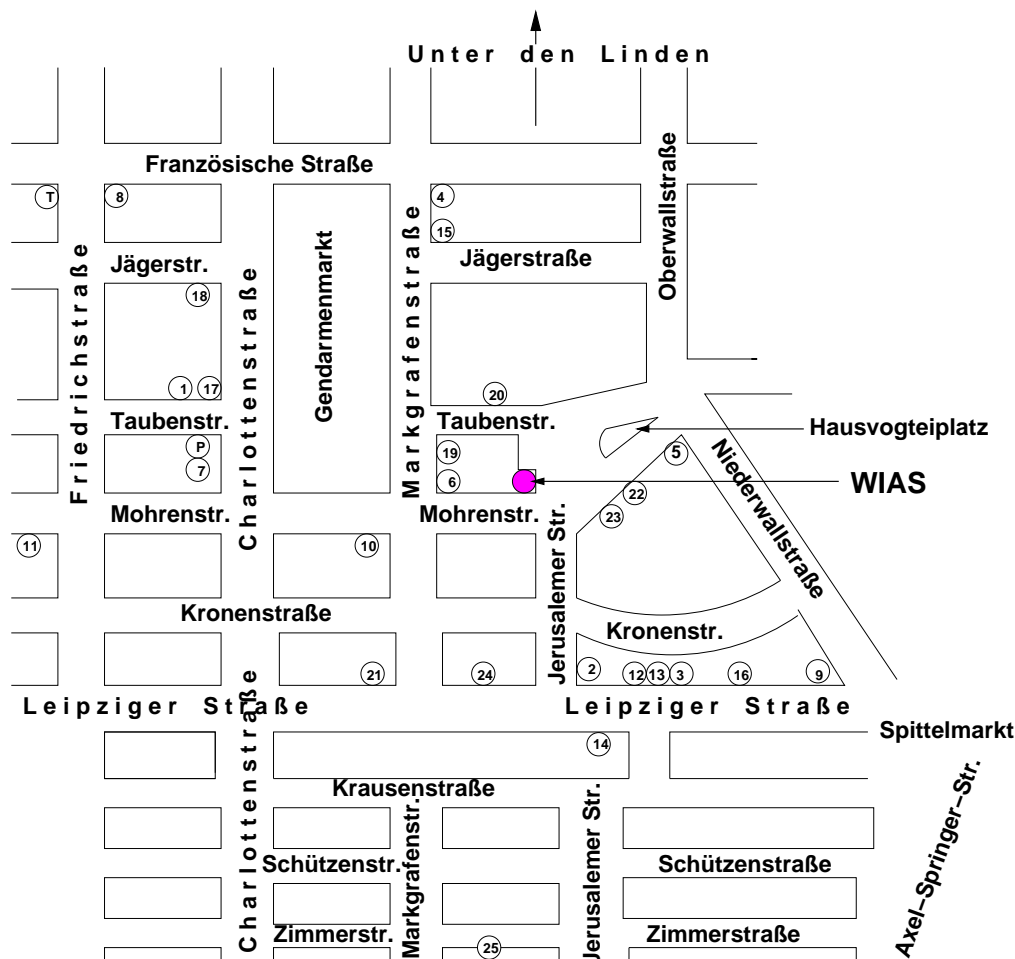 Unter den Linden
Französische Straße
Oberwallstraße
T
8
4
15
Friedrichstraße
Jägerstr.
Charlottenstraße
Gendarmenmarkt
Markgrafenstraße
Jägerstraße
18
1
17
20
Taubenstr.
Taubenstr.
Hausvogteiplatz
P
7
19
6
5
WIAS
Niederwallstraße
22
23
Mohrenstr.
Mohrenstr.
Jerusalemer Str.
11
10
Kronenstraße
Kronenstr.
21
24
2
12
13
3
16
9
Leipziger Straße
Leipziger Straße
Charlottenstraße
Spittelmarkt
14
Krausenstraße
Markgrafenstr.
Jerusalemer Str.
Axel-Springer-Str.
Schützenstr.
Schützenstraße
Zimmerstr.
Zimmerstraße
25